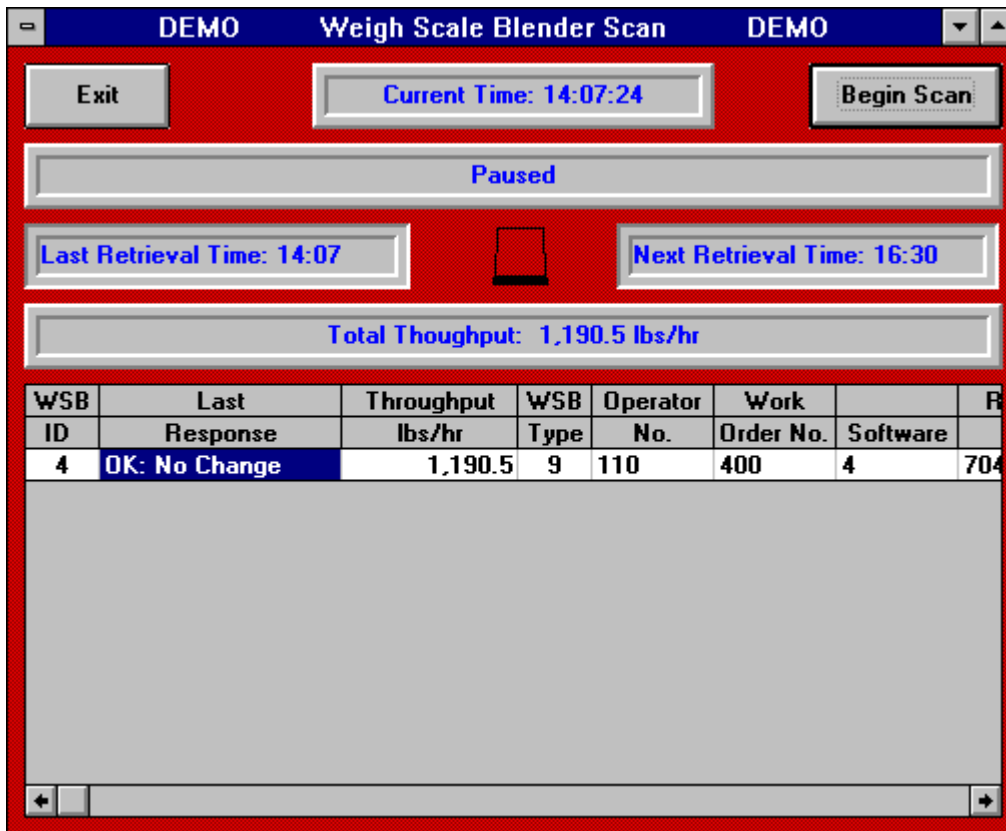 DEMO Weigh Scale Blender Scan DEMO
Exit Current Time: 14:07:24 Begin Scan
Paused
Last Retrieval Time: 14:07 Next Retrieval Time: 16:30
Total Thoughput: 1,190.5 lbs/hr
WSB Last Throughput WSB Operator Work R
ID Response lbs/hr Type No. Order No. Software
4 OK: No Change 1,190.5 9 110 400 4 704